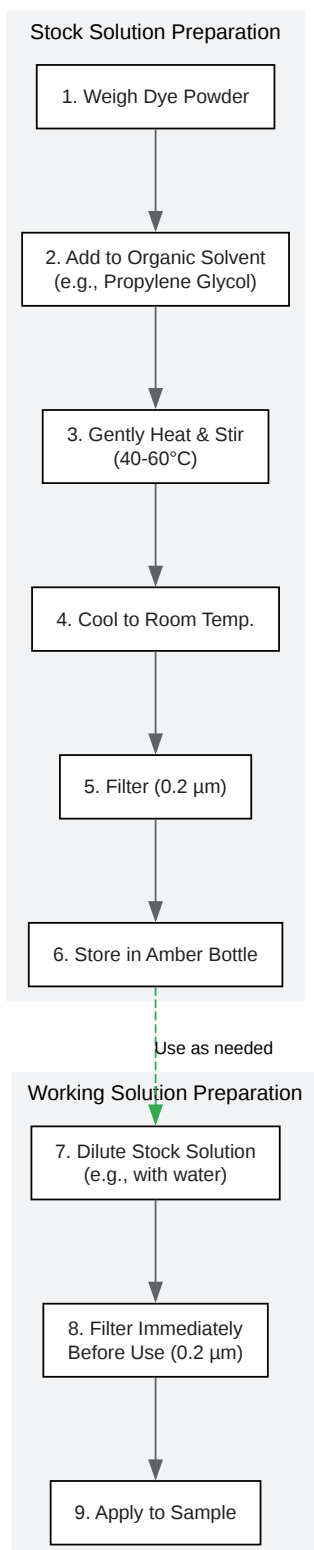 Stock Solution Preparation
1. Weigh Dye Powder
2. Add to Organic Solvent
(e.g., Propylene Glycol)
3. Gently Heat & Stir
(40-60°C)
4. Cool to Room Temp.
5. Filter (0.2 µm)
6. Store in Amber Bottle
Use as needed
Working Solution Preparation
7. Dilute Stock Solution
(e.g., with water)
8. Filter Immediately
Before Use (0.2 µm)
9. Apply to Sample